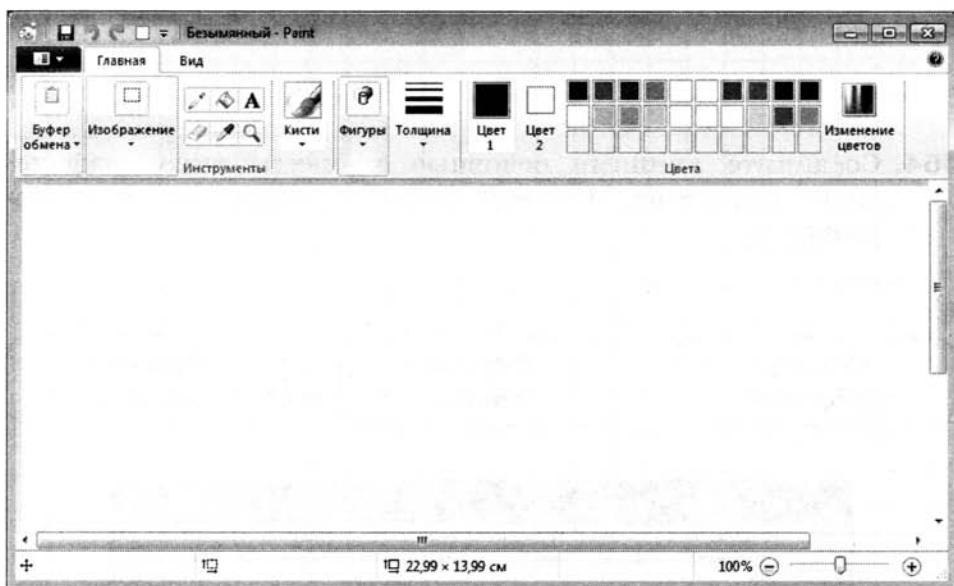 Безымянный - Paint
Главная Вид
Буфер обмена
Изображение
A
Инструменты
Кисти
Фигуры
Толщина
Цвет 1
Цвет 2
Цвета
Изменение цветов
22,99 × 13,99 см
100%